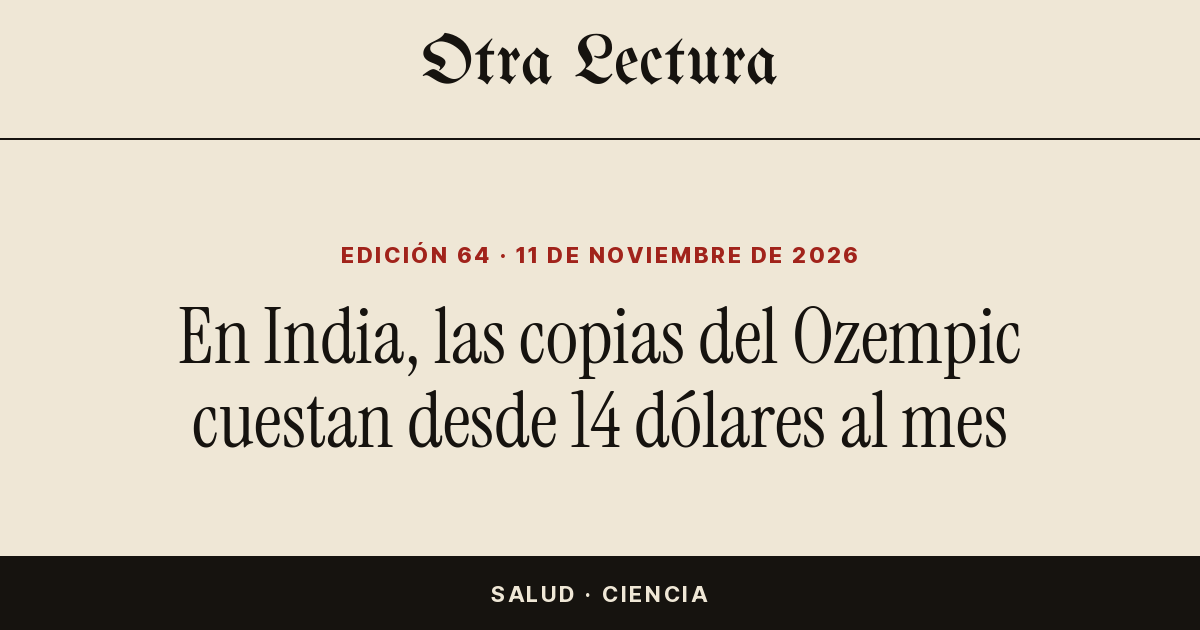 Otra Lectura
EDICIÓN 64 · 11 DE NOVIEMBRE DE 2026
En India, las copias del Ozempic
cuestan desde 14 dólares al mes
SALUD · CIENCIA